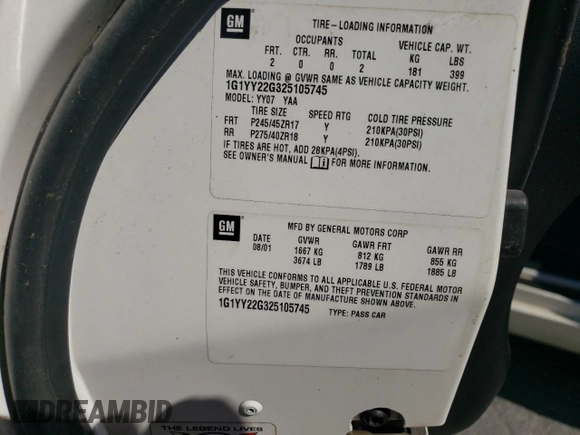 GM
TIRE-LOADING INFORMATION
OCCUPANTS VEHICLE CAP. WT.
FRT. CTR. RR. TOTAL KG LBS
2 0 0 2 181 399
MAX. LOADING @ GVWR SAME AS VEHICLE CAPACITY WEIGHT.
1G1YY22G325105745
MODEL: YY07 YAA
TIRE SIZE SPEED RTG COLD TIRE PRESSURE
FRT P245/45ZR17 Y 210KPA(30PSI)
RR P275/40ZR18 Y 210KPA(30PSI)
IF TIRES ARE HOT, ADD 28KPA(4PSI).
SEE OWNER'S MANUAL FOR MORE INFORMATION.
GM
MFD BY GENERAL MOTORS CORP
DATE GVWR GAWR FRT GAWR RR
08/01 1667 KG 812 KG 855 KG
3674 LB 1789 LB 1885 LB
THIS VEHICLE CONFORMS TO ALL APPLICABLE U.S. FEDERAL MOTOR
VEHICLE SAFETY, BUMPER, AND THEFT PREVENTION STANDARDS IN
EFFECT ON THE DATE OF MANUFACTURE SHOWN ABOVE.
1G1YY22G325105745 TYPE: PASS CAR
DREAMBID
THE LEGEND LIVES